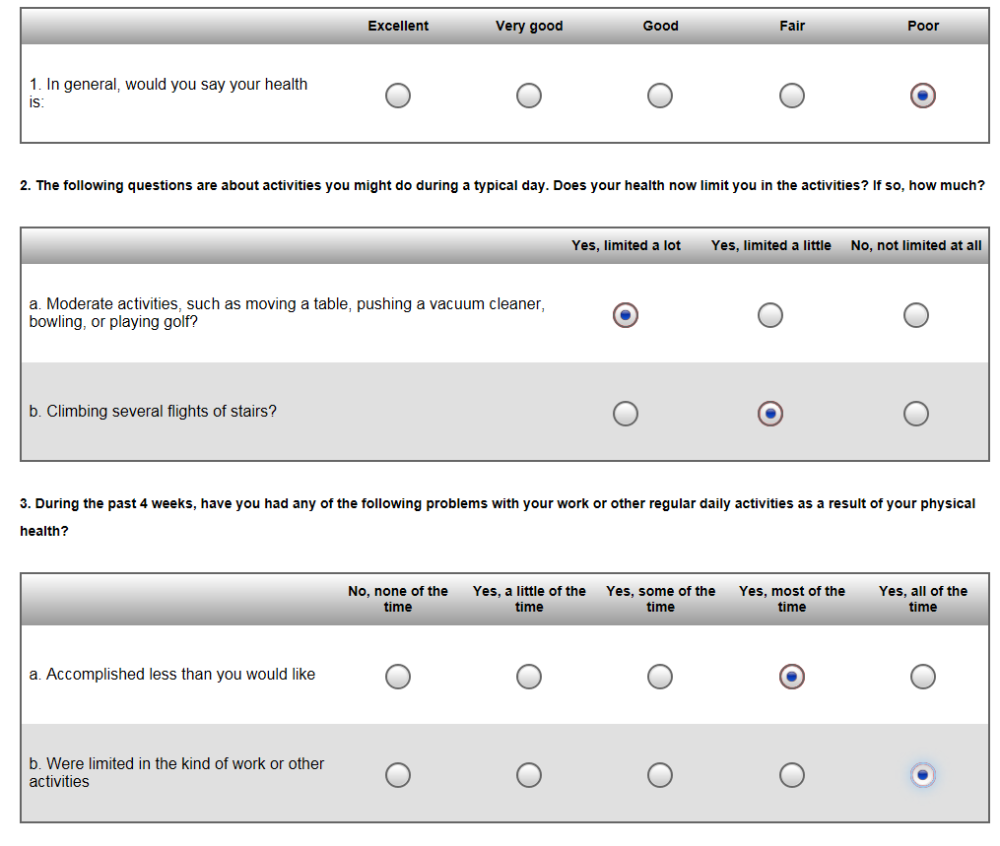 Excellent Very good Good Fair Poor
1. In general, would you say your health
is:
2. The following questions are about activities you might do during a typical day. Does your health now limit you in the activities? If so, how much?
Yes, limited a lot Yes, limited a little No, not limited at all
a. Moderate activities, such as moving a table, pushing a vacuum cleaner,
bowling, or playing golf?
b. Climbing several flights of stairs?
3. During the past 4 weeks, have you had any of the following problems with your work or other regular daily activities as a result of your physical
health?
No, none of the Yes, a little of the Yes, some of the Yes, most of the Yes, all of the
time time time time time
a. Accomplished less than you would like
b. Were limited in the kind of work or other
activities